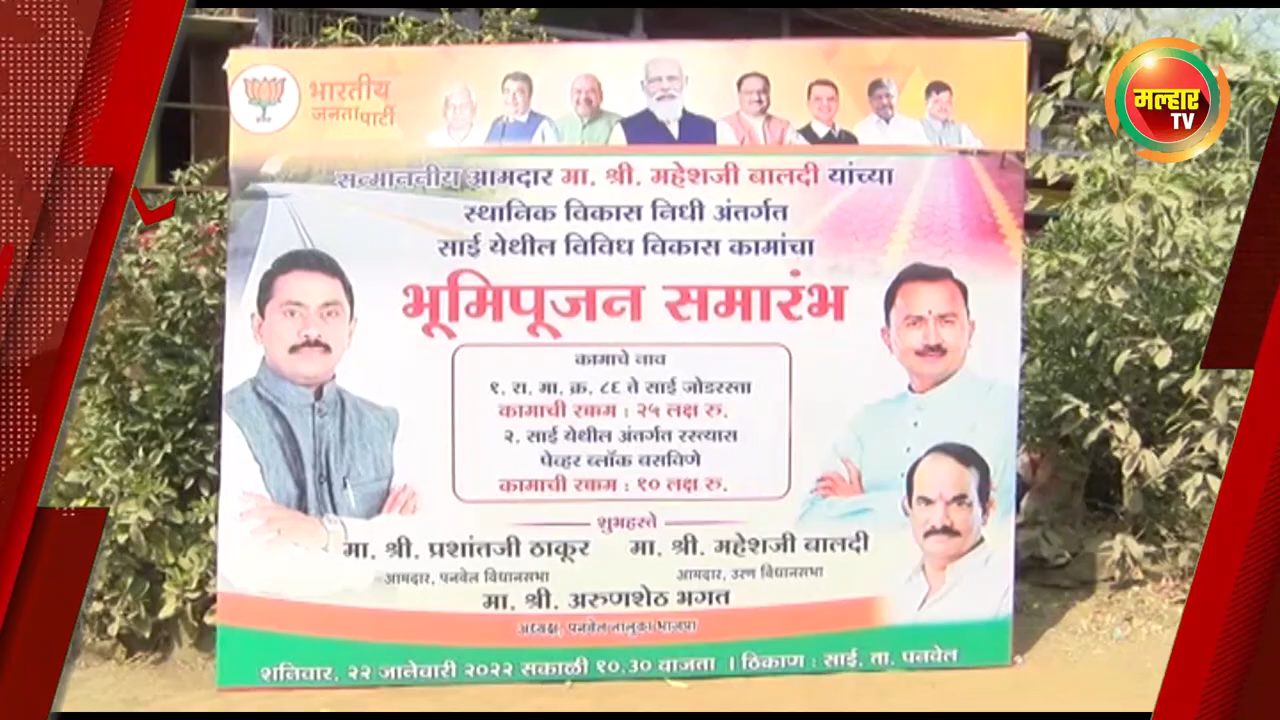 भारतीय
जनता पार्टी
भाजपा
मल्हार
TV
सन्माननीय आमदार मा. श्री. महेशजी बालदी यांच्या
स्थानिक विकास निधी अंतर्गत
साई येथील विविध विकास कामांचा
भूमिपूजन समारंभ
कामाचे नाव
१. रा. मा. क्र. ८६ ते साई जोडरस्ता
कामाची रक्कम : २५ लक्ष रु.
२. साई येथील अंतर्गत रस्त्यास
पेव्हर ब्लॉक बसविणे
कामाची रक्कम : १० लक्ष रु.
शुभहस्ते
मा. श्री. प्रशांतजी ठाकूर मा. श्री. महेशजी बालदी
आमदार, पनवेल विधानसभा आमदार, उरण विधानसभा
मा. श्री. अरुणशेठ भगत
अध्यक्ष, पनवेल तालुका भाजपा
शनिवार, २२ जानेवारी २०२२ सकाळी १०.३० वाजता । ठिकाण : साई, ता. पनवेल